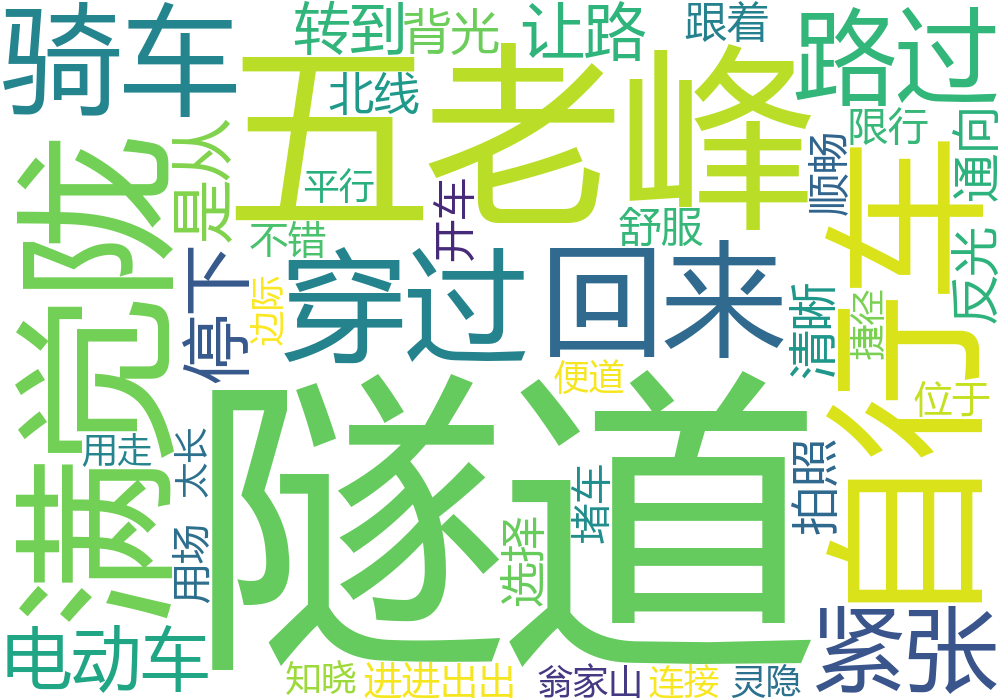 骑车
转到
背光
让路
跟着
路过
五老峰
北线
限行
通向
是从
平行
开车
顺畅
自行车
满觉陇
不错
舒服
反光
停下
边际
穿过
回来
清晰
捷径
便道
位于
隧道
用走
太长
堵车
拍照
用场
选择
电动车
紧张
知晓
进进出出
翁家山
连接
灵隐